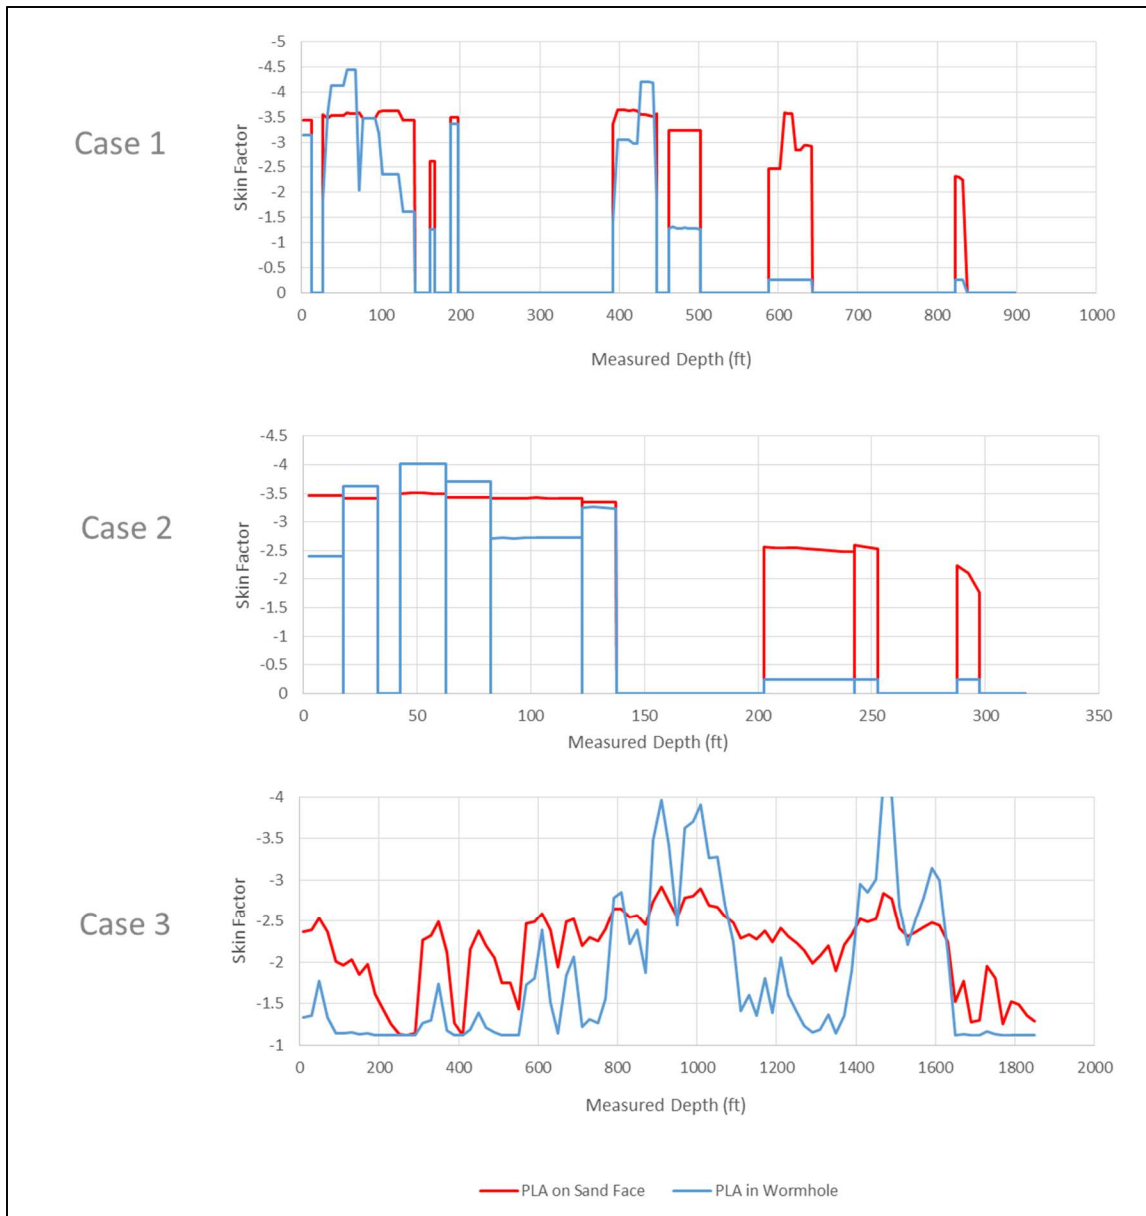 Case 1
Skin Factor
-5
-4.5
-4
-3.5
-3
-2.5
-2
-1.5
-1
-0.5
0
0 100 200 300 400 500 600 700 800 900 1000
Measured Depth (ft)
Case 2
Skin Factor
-4.5
-4
-3.5
-3
-2.5
-2
-1.5
-1
-0.5
0
0 50 100 150 200 250 300 350
Measured Depth (ft)
Case 3
Skin Factor
-4
-3.5
-3
-2.5
-2
-1.5
-1
0 200 400 600 800 1000 1200 1400 1600 1800 2000
Measured Depth (ft)
PLA on Sand Face PLA in Wormhole